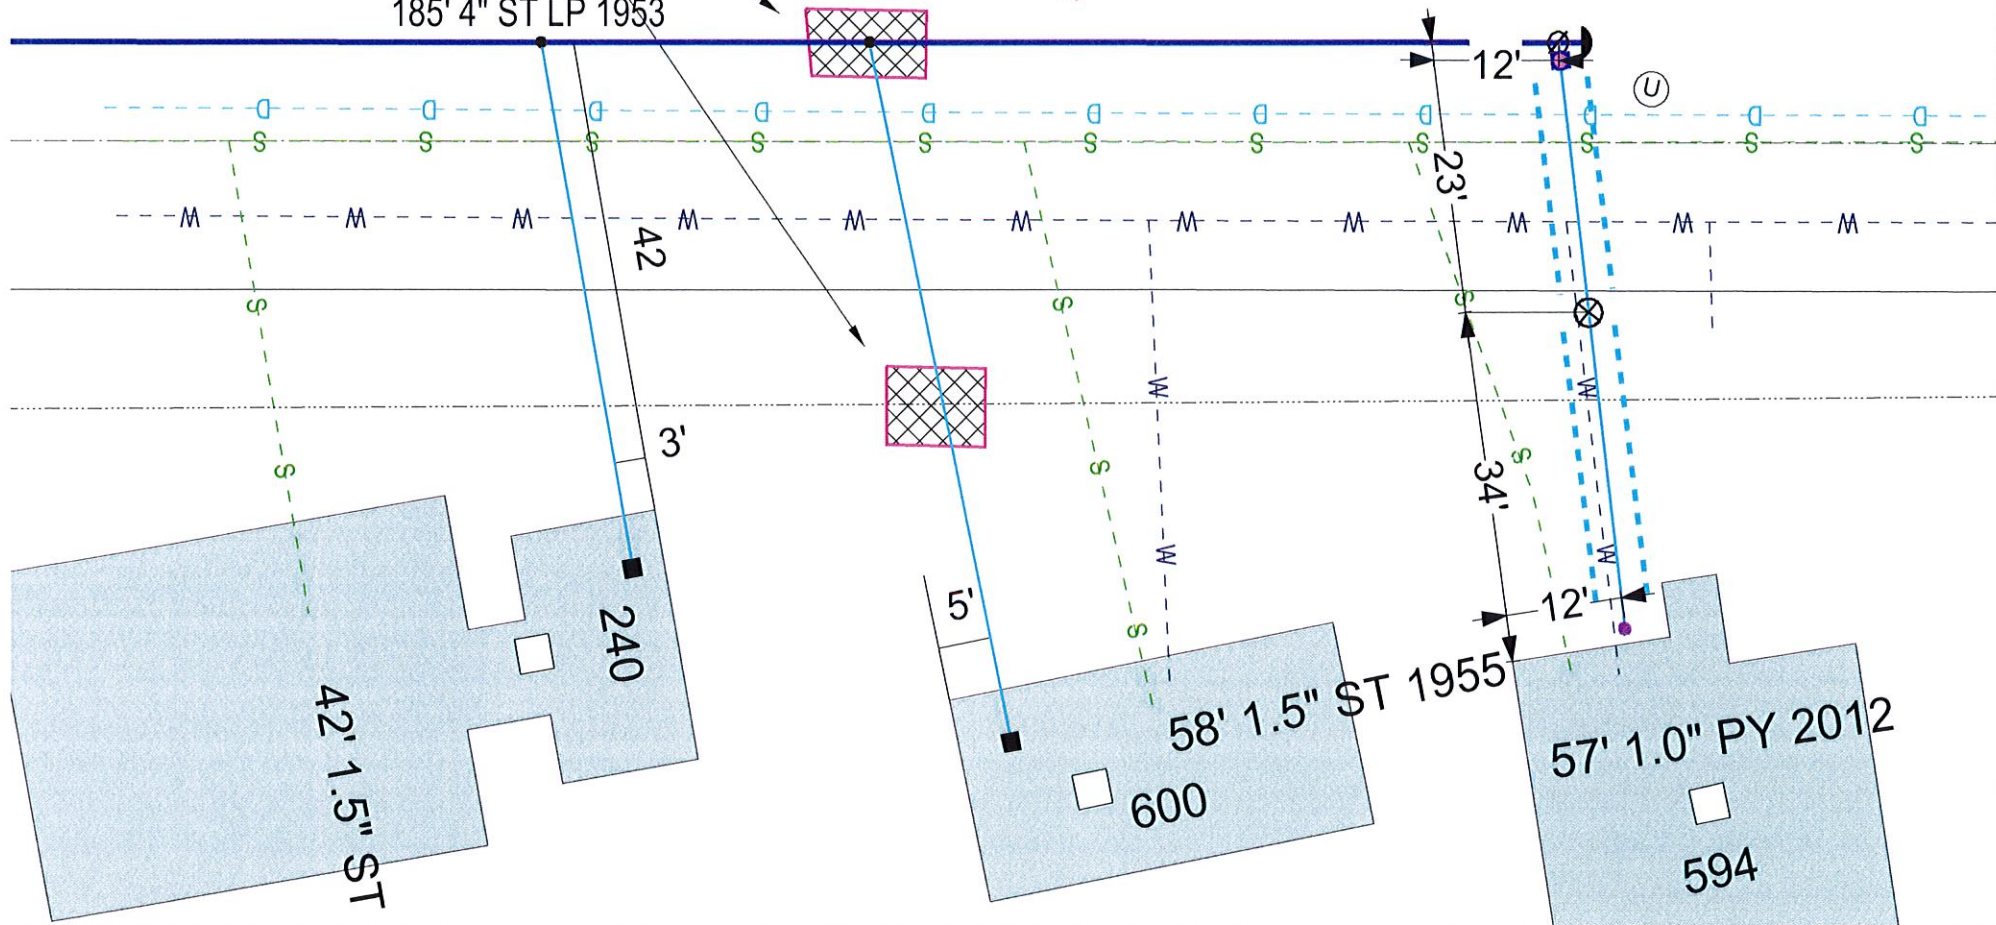 185' 4" ST LP 1953
12'
U
D D D D D D D D D D D
S S S S S S S S S S S
23'
W W W W W W W W W W W
42
S S S
W W
3'
S S S
34'
W W
5'
12'
S
240
58' 1.5" ST 1955
42' 1.5" ST
57' 1.0" PY 2012
600
594